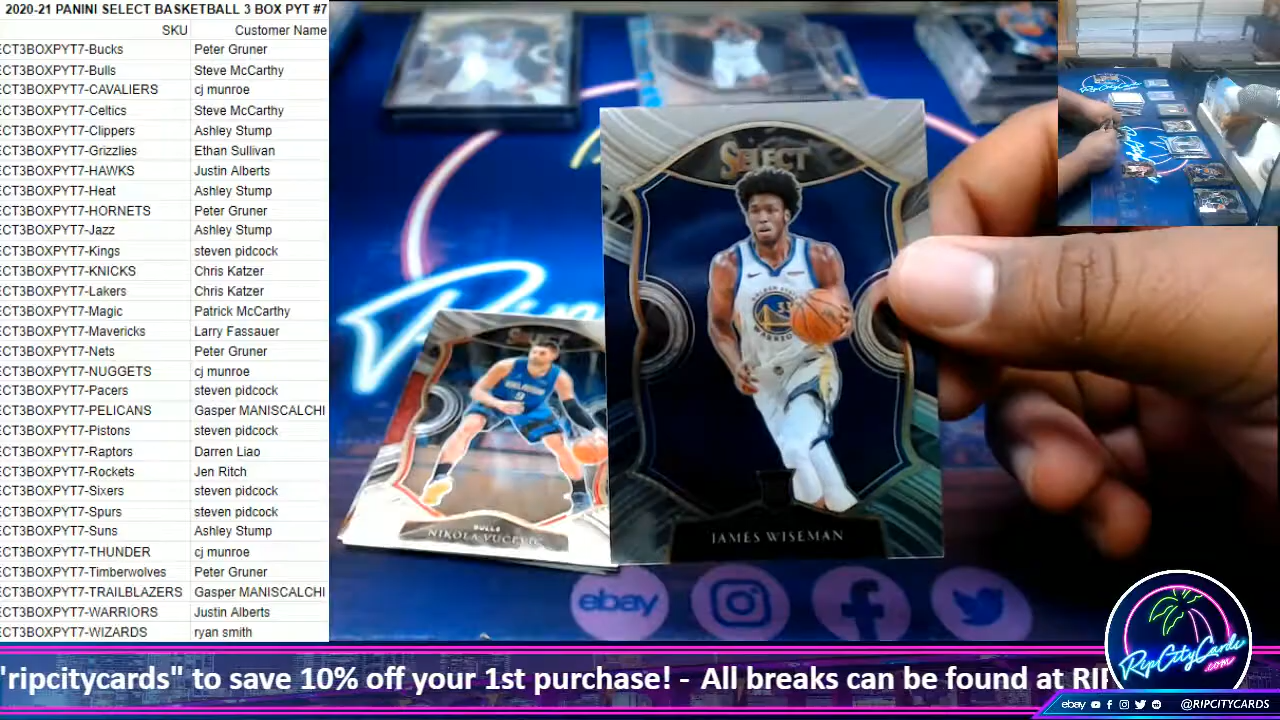 2020-21 PANINI SELECT BASKETBALL 3 BOX PYT #7
SKU Customer Name
ECT3BOXPYT7-Bucks Peter Gruner
ECT3BOXPYT7-Bulls Steve McCarthy
ECT3BOXPYT7-CAVALIERS cj munroe
ECT3BOXPYT7-Celtics Steve McCarthy
ECT3BOXPYT7-Clippers Ashley Stump
ECT3BOXPYT7-Grizzlies Ethan Sullivan
ECT3BOXPYT7-HAWKS Justin Alberts
ECT3BOXPYT7-Heat Ashley Stump
ECT3BOXPYT7-HORNETS Peter Gruner
ECT3BOXPYT7-Jazz Ashley Stump
ECT3BOXPYT7-Kings steven pidcock
ECT3BOXPYT7-KNICKS Chris Katzer
ECT3BOXPYT7-Lakers Chris Katzer
ECT3BOXPYT7-Magic Patrick McCarthy
ECT3BOXPYT7-Mavericks Larry Fassauer
ECT3BOXPYT7-Nets Peter Gruner
ECT3BOXPYT7-NUGGETS cj munroe
ECT3BOXPYT7-Pacers steven pidcock
ECT3BOXPYT7-PELICANS Gasper MANISCALCHI
ECT3BOXPYT7-Pistons steven pidcock
ECT3BOXPYT7-Raptors Darren Liao
ECT3BOXPYT7-Rockets Jen Ritch
ECT3BOXPYT7-Sixers steven pidcock
ECT3BOXPYT7-Spurs steven pidcock
ECT3BOXPYT7-Suns Ashley Stump
ECT3BOXPYT7-THUNDER cj munroe
ECT3BOXPYT7-Timberwolves Peter Gruner
ECT3BOXPYT7-TRAILBLAZERS Gasper MANISCALCHI
ECT3BOXPYT7-WARRIORS Justin Alberts
ECT3BOXPYT7-WIZARDS ryan smith
SELECT
33
JAMES WISEMAN
SELECT
9
BULLS
NIKOLA VUCEVIC
ebay
"ripcitycards" to save 10% off your 1st purchase! - All breaks can be found at RIP
RipCityCards
.com
ebay @RIPCITYCARDS